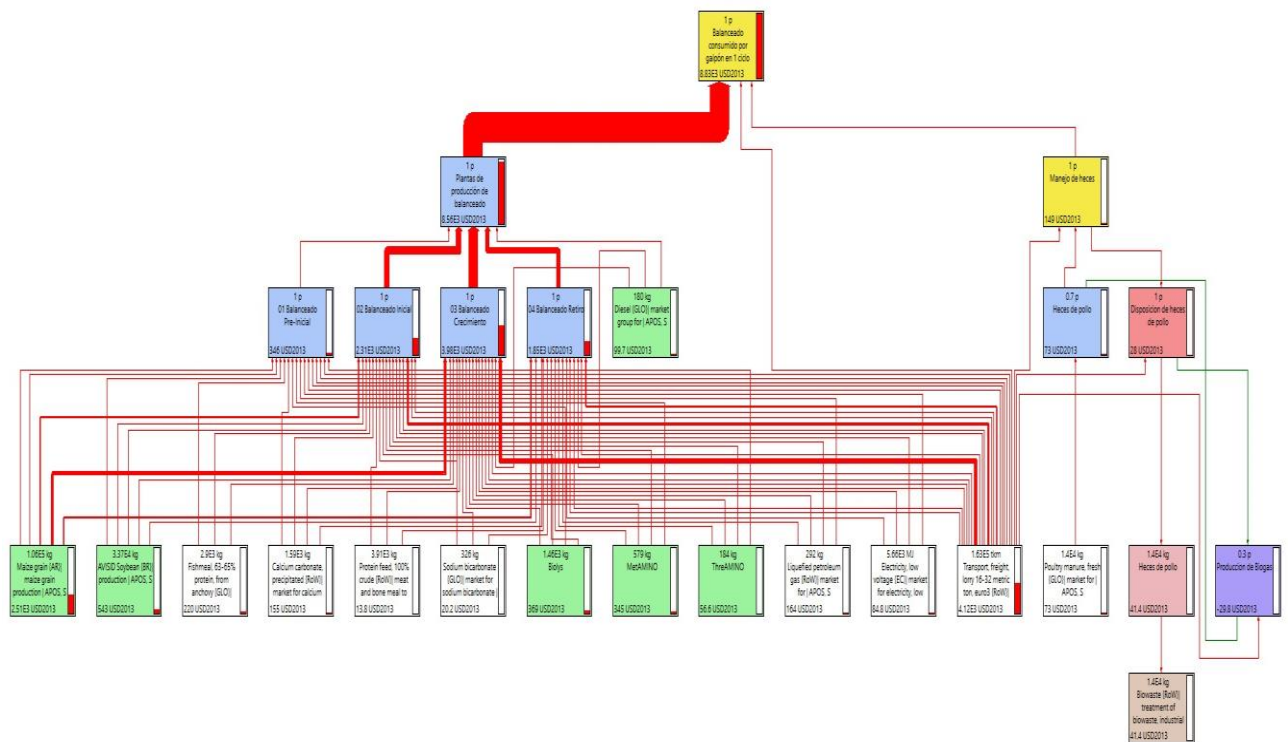 1 p
Balanceado
consumido por
galpón en 1 ciclo
8.83E3 USD2013
1 p
Plantas de
producción de
balanceado
8.56E3 USD2013
1 p
Manejo de heces
149 USD2013
1 p
01 Balanceado
Pre-Inicial
346 USD2013
1 p
02 Balanceado Inicial
2.31E3 USD2013
1 p
03 Balanceado
Crecimiento
3.98E3 USD2013
1 p
04 Balanceado Retiro
1.85E3 USD2013
180 kg
Diesel {GLO}| market
group for | APOS, S
99.7 USD2013
0.7 p
Heces de pollo
73 USD2013
1 p
Disposicion de heces
de pollo
28 USD2013
1.06E5 kg
Maize grain {AR}|
maize grain
production | APOS, S
2.51E3 USD2013
3.37E4 kg
AVSID Soybean {BR}|
production | APOS, S
543 USD2013
2.9E3 kg
Fishmeal, 63-65%
protein, from
anchovy {GLO}|
220 USD2013
1.59E3 kg
Calcium carbonate,
precipitated {RoW}|
market for calcium
155 USD2013
3.91E3 kg
Protein feed, 100%
crude {RoW}| meat
and bone meal to
13.8 USD2013
326 kg
Sodium bicarbonate
{GLO}| market for
sodium bicarbonate |
20.2 USD2013
1.46E3 kg
Biolys
369 USD2013
579 kg
MetAMINO
345 USD2013
184 kg
ThreAMINO
56.6 USD2013
292 kg
Liquefied petroleum
gas {RoW}| market
for | APOS, S
164 USD2013
5.66E3 MJ
Electricity, low
voltage {EC}| market
for electricity, low
84.8 USD2013
1.63E5 tkm
Transport, freight,
lorry 16-32 metric
ton, euro3 {RoW}|
4.12E3 USD2013
1.4E4 kg
Poultry manure, fresh
{GLO}| market for |
APOS, S
73 USD2013
1.4E4 kg
Heces de pollo
41.4 USD2013
0.3 p
Produccion de Biogas
-29.8 USD2013
1.4E4 kg
Biowaste {RoW}|
treatment of
biowaste, industrial
41.4 USD2013